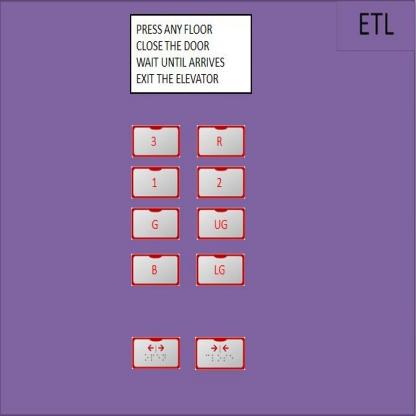 ETL
PRESS ANY FLOOR
CLOSE THE DOOR
WAIT UNTIL ARRIVES
EXIT THE ELEVATOR
3 R
1 2
G UG
B LG